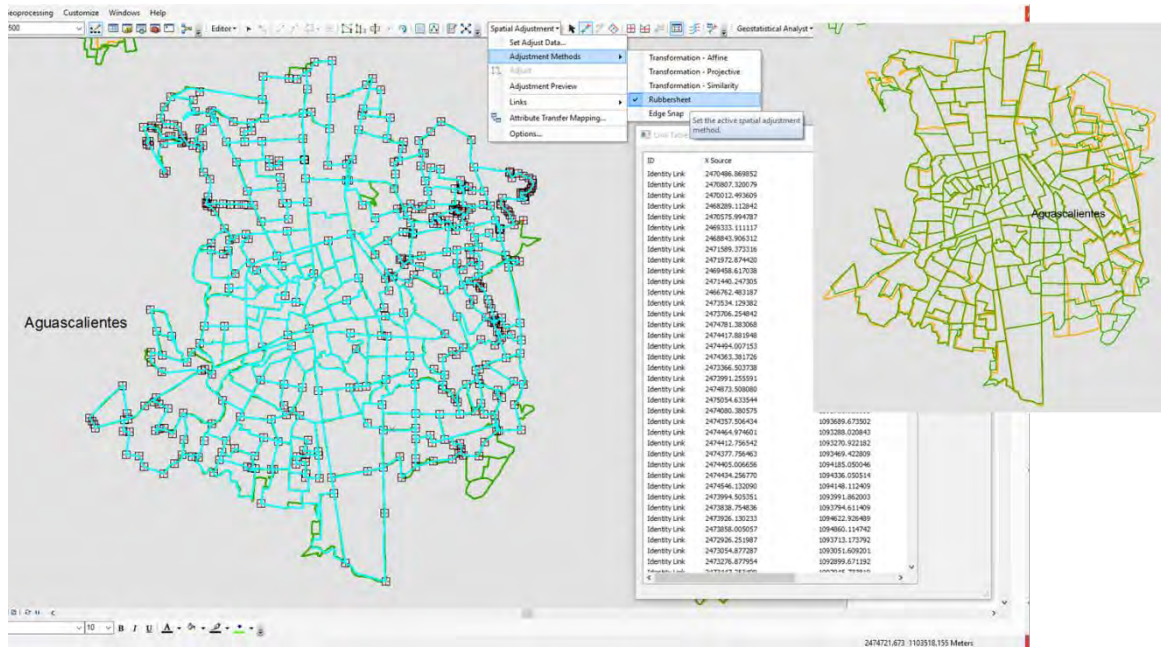 Geoprocessing Customize Windows Help
Editor
Spatial Adjustment
Geostatistical Analyst
Set Adjust Data...
Adjustment Methods
Adjust
Adjustment Preview
Links
Attribute Transfer Mapping...
Options...
Transformation - Affine
Transformation - Projective
Transformation - Similarity
Rubbersheet
Edge Snap
Set the active spatial adjustment
method.
Link Table
ID X Source
Identity Link 2470486.869852
Identity Link 2470807.320079
Identity Link 2470012.493609
Identity Link 2468289.112842
Identity Link 2470575.994787
Identity Link 2469333.111117
Identity Link 2468843.906312
Identity Link 2471589.373316
Identity Link 2471972.874420
Identity Link 2469458.617038
Identity Link 2471440.247305
Identity Link 2466762.483187
Identity Link 2473534.129382
Identity Link 2473706.254842
Identity Link 2474781.383068
Identity Link 2474417.881948
Identity Link 2474494.007153
Identity Link 2474363.381726
Identity Link 2473366.503738
Identity Link 2473991.255591
Identity Link 2474873.508080
Identity Link 2475054.633544
Identity Link 2474080.380575
Identity Link 2474357.506434 1093689.673502
Identity Link 2474464.974601 1093288.020843
Identity Link 2474412.756542 1093270.922182
Identity Link 2474377.756463 1093469.422809
Identity Link 2474405.006656 1094185.050046
Identity Link 2474434.256770 1094336.050514
Identity Link 2474546.132090 1094148.112409
Identity Link 2473994.505351 1093991.862003
Identity Link 2473838.754836 1093794.611409
Identity Link 2473926.130233 1094622.926489
Identity Link 2473858.005057 1094860.114742
Identity Link 2472926.251987 1093713.173792
Identity Link 2473054.877287 1093051.609201
Identity Link 2473276.877954 1092899.671192
Aguascalientes
Aguascalientes
10 B I U A
2474721,673 1103518,155 Meters